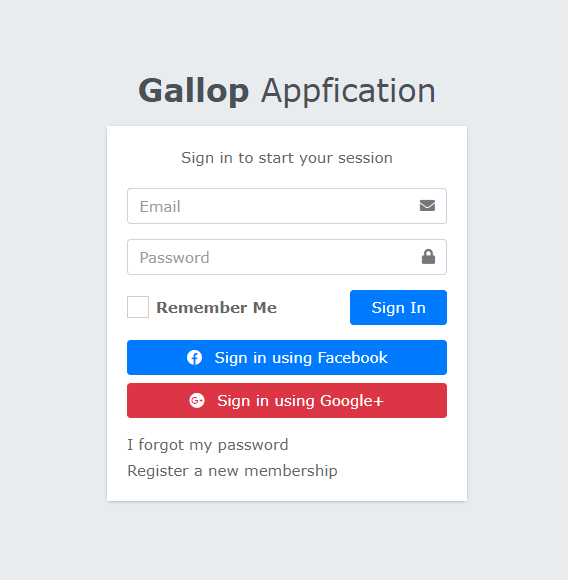 Gallop Appfication
Sign in to start your session
Email
Password
Remember Me
Sign In
Sign in using Facebook
Sign in using Google+
I forgot my password
Register a new membership